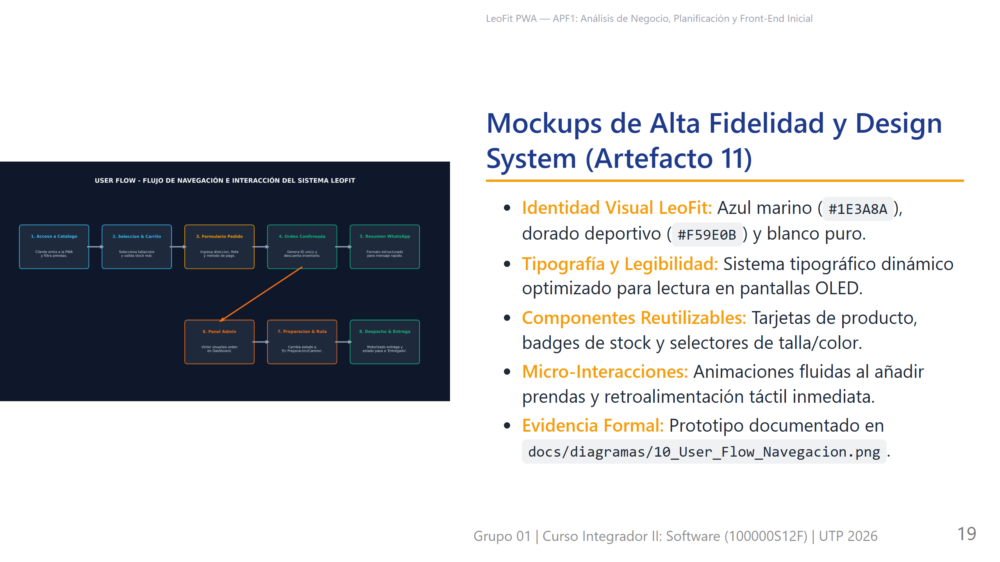 LeoFit PWA — APF1: Análisis de Negocio, Planificación y Front-End Inicial
USER FLOW - FLUJO DE NAVEGACIÓN E INTERACCIÓN DEL SISTEMA LEOFIT
1. Acceso a Catalogo
Cliente entra a la PWA
y filtra prendas.
2. Seleccion & Carrito
Selecciona talla/color
y valida stock real.
3. Formulario Pedido
Ingresa direccion, flete
y metodo de pago.
4. Orden Confirmada
Genera ID unico y
descuenta inventario.
5. Resumen WhatsApp
Formato estructurado
para mensaje rapido.
6. Panel Admin
Victor visualiza orden
en Dashboard.
7. Preparacion & Ruta
Cambia estado a
'En Preparacion/Camino'.
8. Despacho & Entrega
Motorizado entrega y
estado pasa a 'Entregado'.
Mockups de Alta Fidelidad y Design
System (Artefacto 11)
• Identidad Visual LeoFit: Azul marino (#1E3A8A),
dorado deportivo (#F59E0B) y blanco puro.
• Tipografía y Legibilidad: Sistema tipográfico dinámico
optimizado para lectura en pantallas OLED.
• Componentes Reutilizables: Tarjetas de producto,
badges de stock y selectores de talla/color.
• Micro-Interacciones: Animaciones fluidas al añadir
prendas y retroalimentación táctil inmediata.
• Evidencia Formal: Prototipo documentado en
docs/diagramas/10_User_Flow_Navegacion.png.
Grupo 01 | Curso Integrador II: Software (100000S12F) | UTP 2026
19